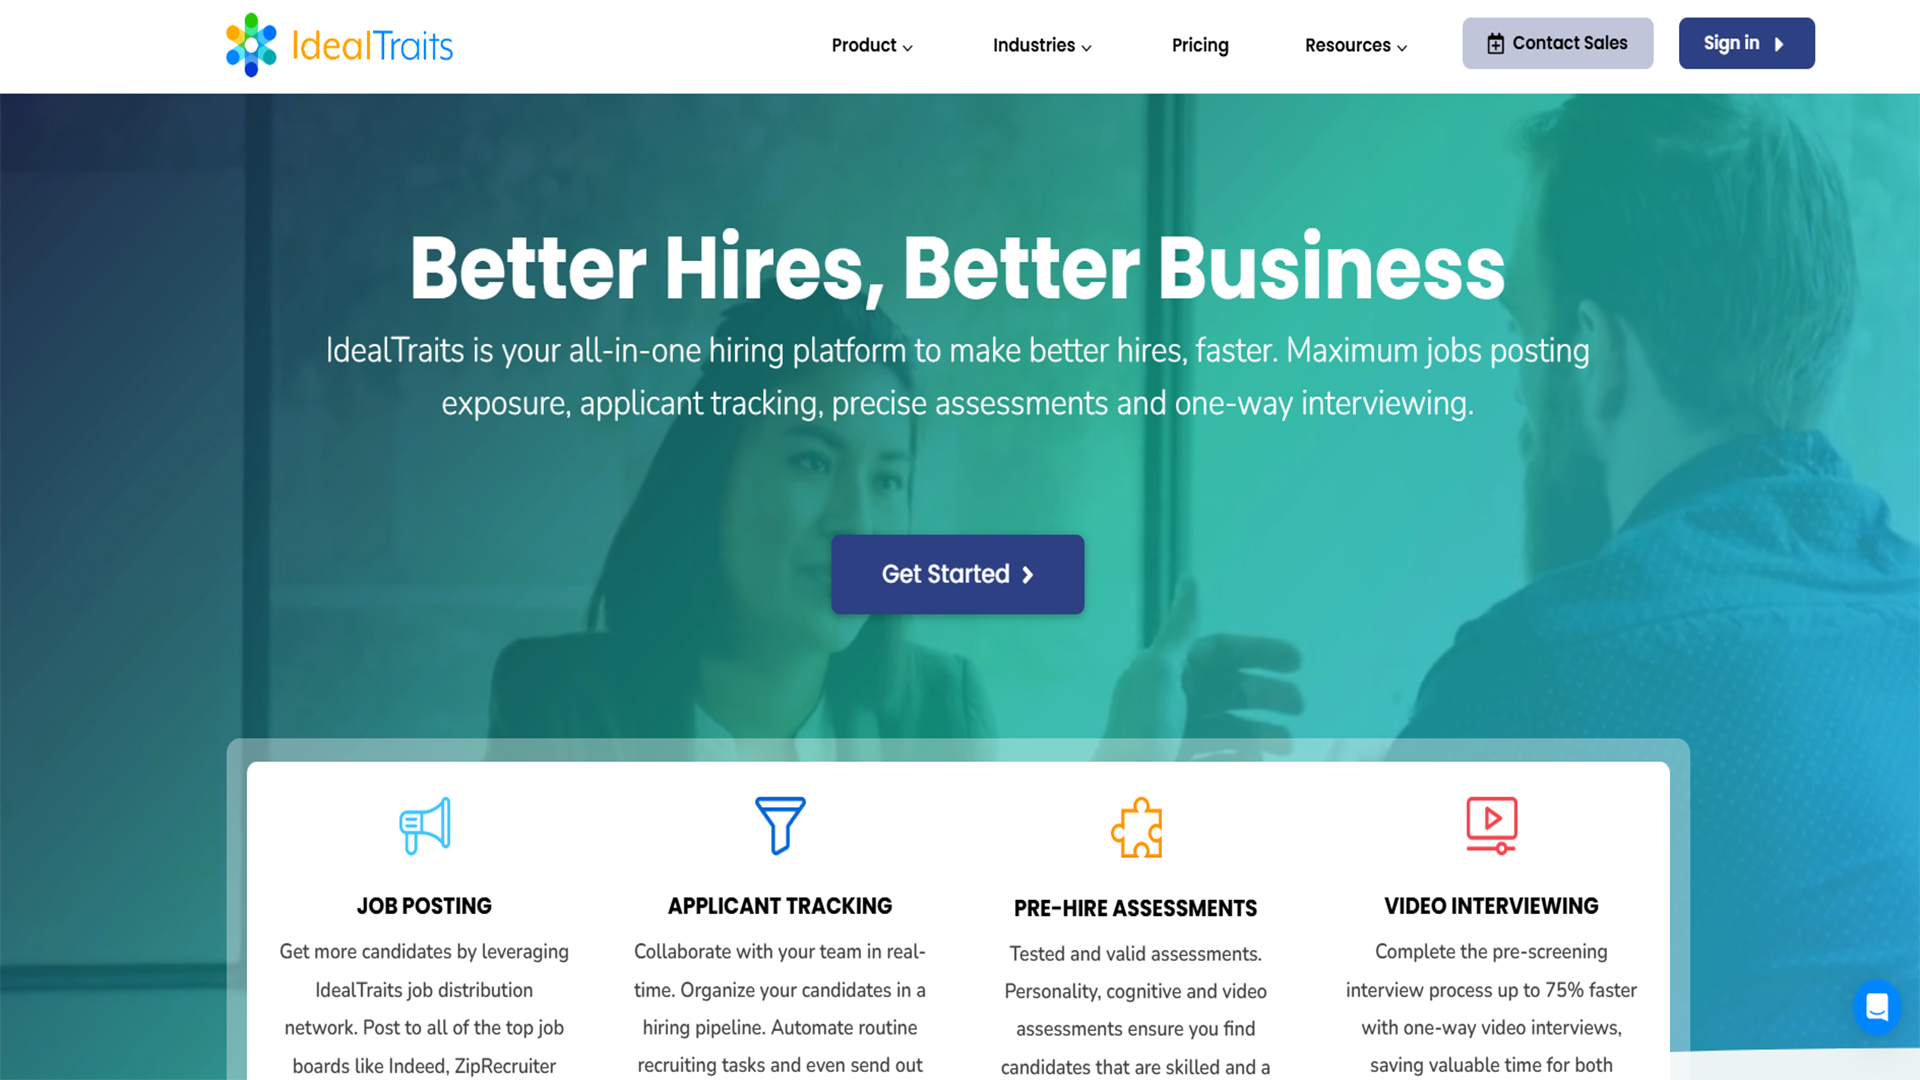 IdealTraits
Product
Industries
Pricing
Resources
Contact Sales
Sign in
Better Hires, Better Business
IdealTraits is your all-in-one hiring platform to make better hires, faster. Maximum jobs posting
exposure, applicant tracking, precise assessments and one-way interviewing.
Get Started
JOB POSTING
Get more candidates by leveraging
IdealTraits job distribution
network. Post to all of the top job
boards like Indeed, ZipRecruiter
APPLICANT TRACKING
Collaborate with your team in real-
time. Organize your candidates in a
hiring pipeline. Automate routine
recruiting tasks and even send out
PRE-HIRE ASSESSMENTS
Tested and valid assessments.
Personality, cognitive and video
assessments ensure you find
candidates that are skilled and a
VIDEO INTERVIEWING
Complete the pre-screening
interview process up to 75% faster
with one-way video interviews,
saving valuable time for both